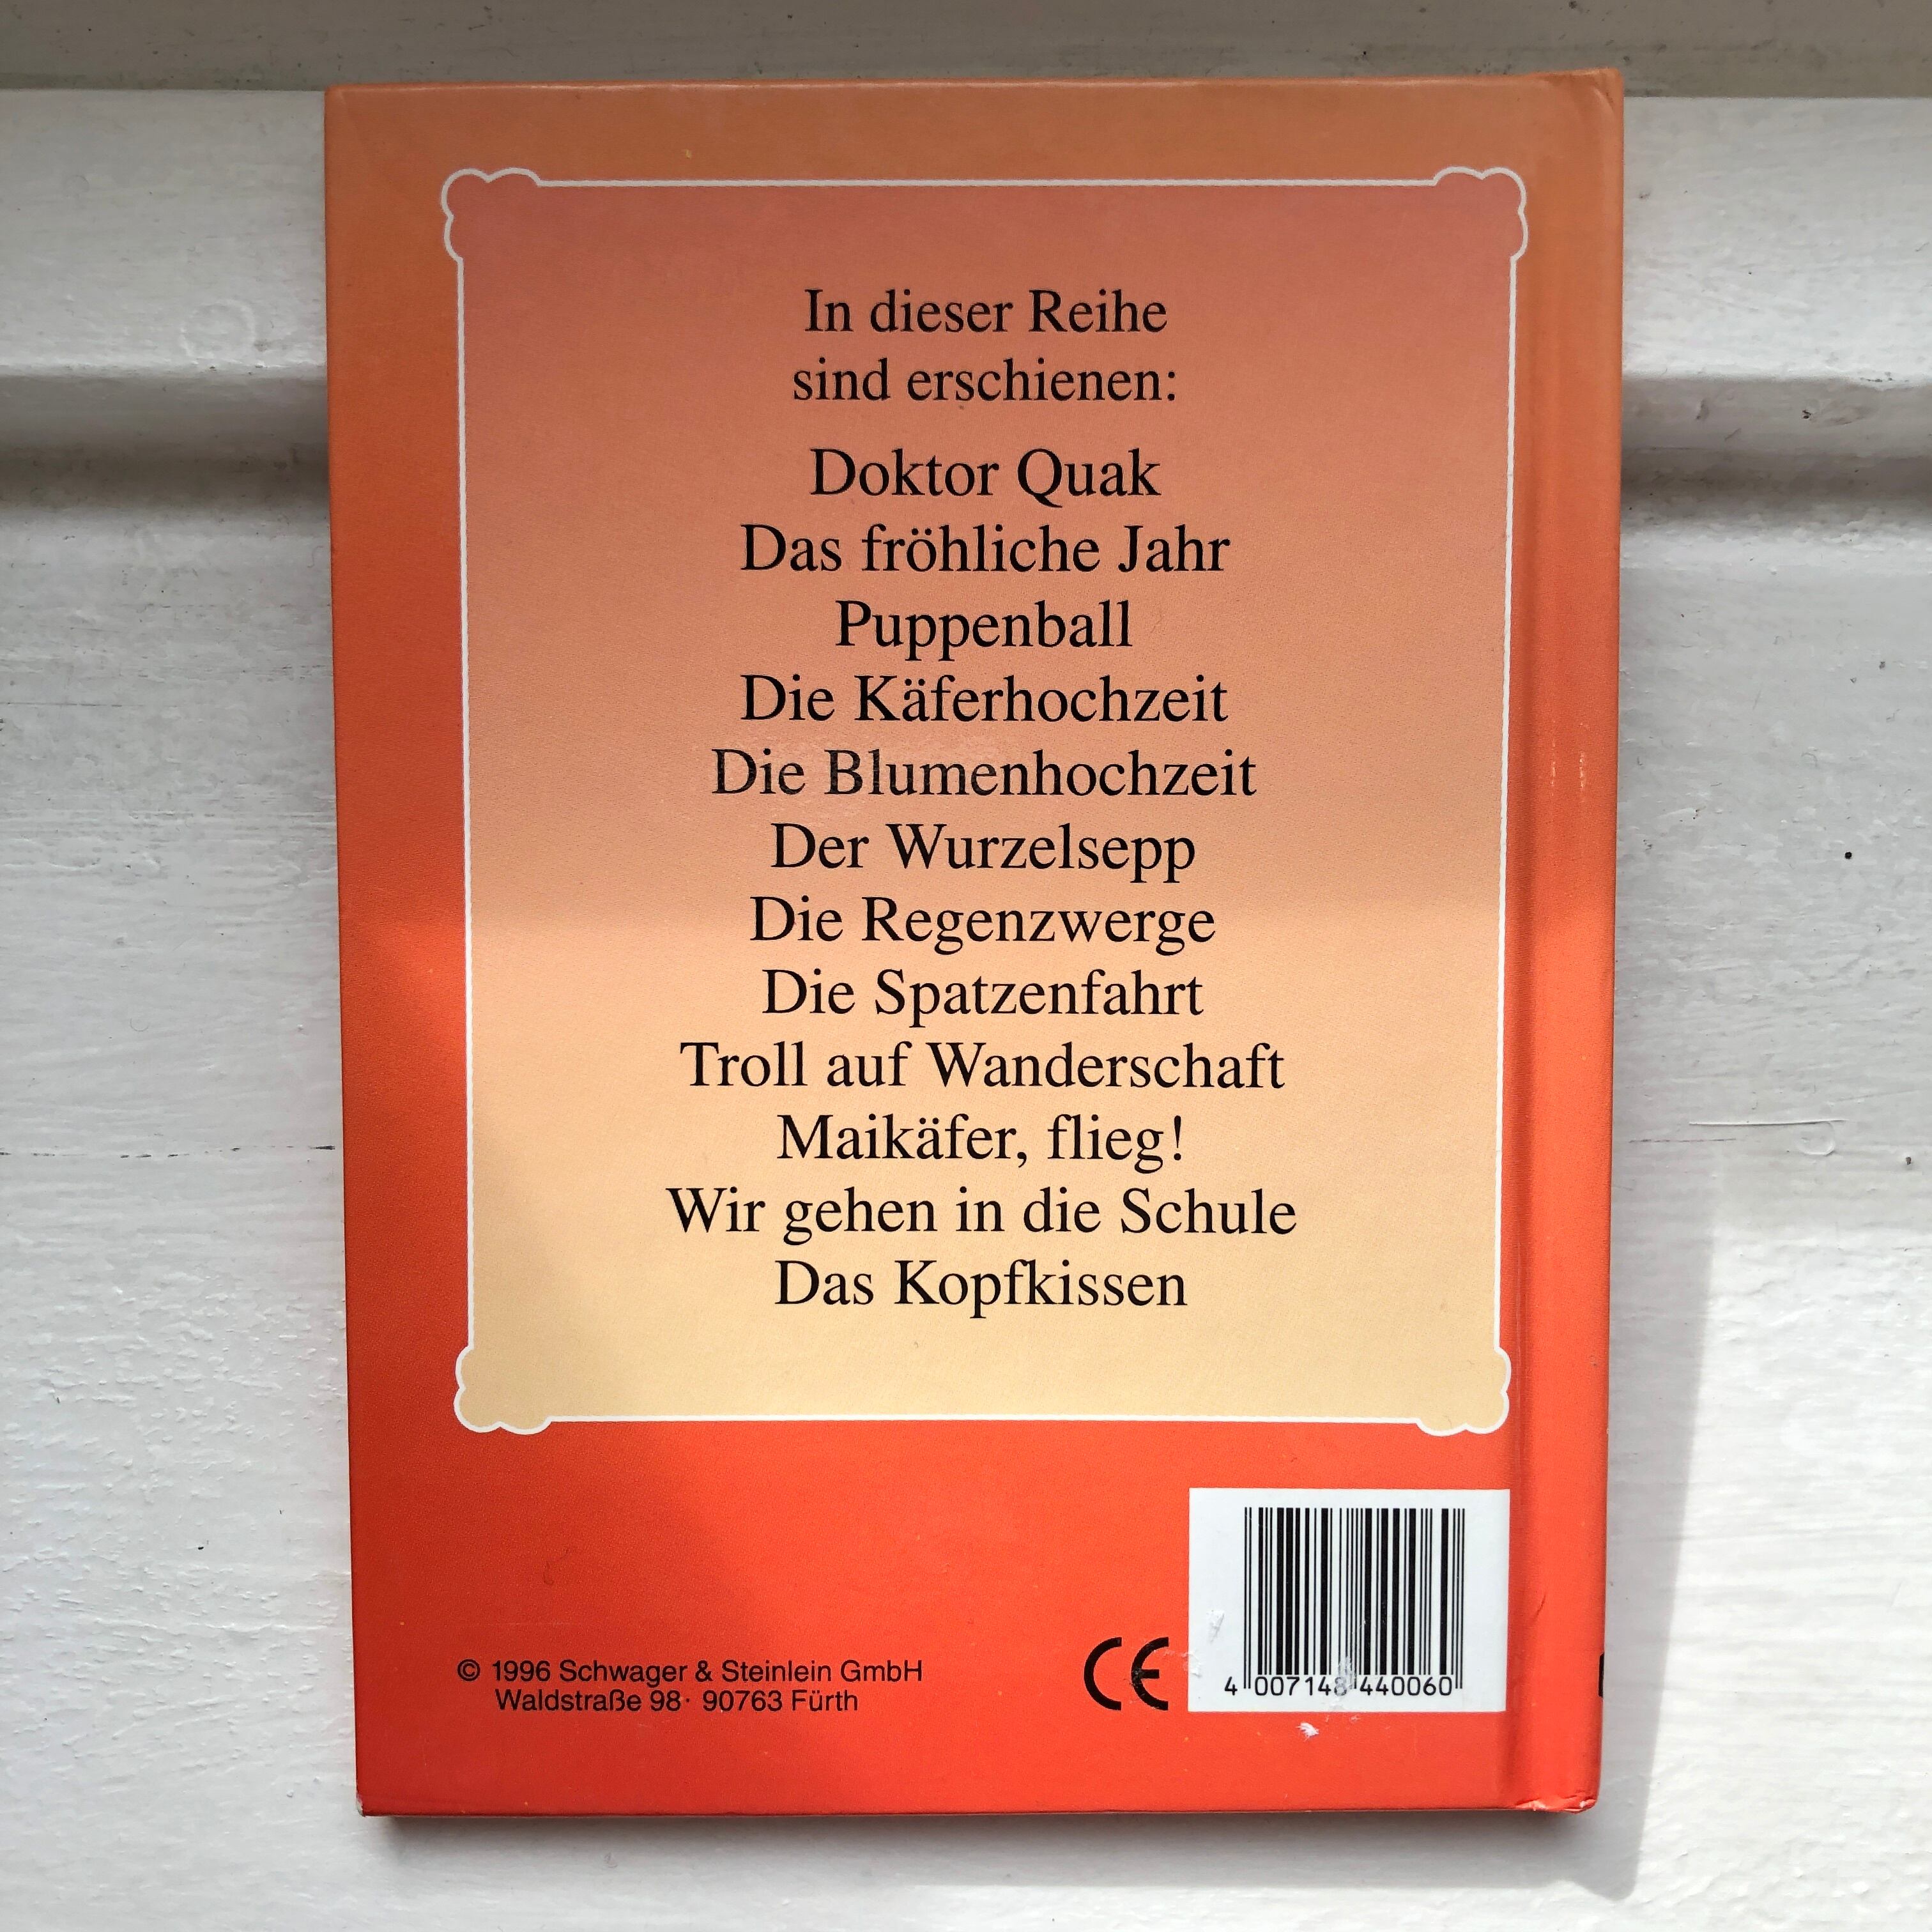 In dieser Reihe
sind erschienen:
Doktor Quak
Das fröhliche Jahr
Puppenball
Die Käferhochzeit
Die Blumenhochzeit
Der Wurzelsepp
Die Regenzwerge
Die Spatzenfahrt
Troll auf Wanderschaft
Maikäfer, flieg!
Wir gehen in die Schule
Das Kopfkissen
© 1996 Schwager & Steinlein GmbH
Waldstraße 98 · 90763 Fürth
CE
4 007148 440060